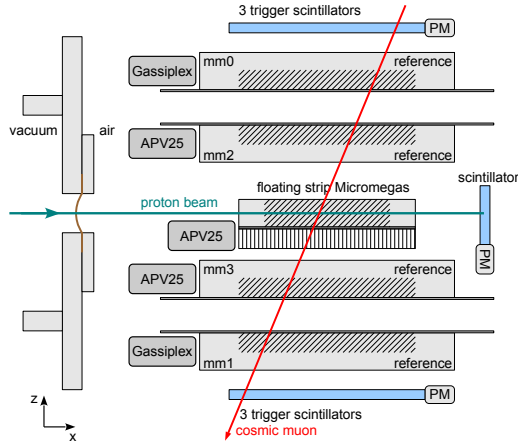 3 trigger scintillators
PM
Gassiplex
mm0
reference
vacuum
air
APV25
mm2
reference
floating strip Micromegas
scintillator
proton beam
APV25
PM
APV25
mm3
reference
Gassiplex
mm1
reference
z
x
3 trigger scintillators
PM
cosmic muon